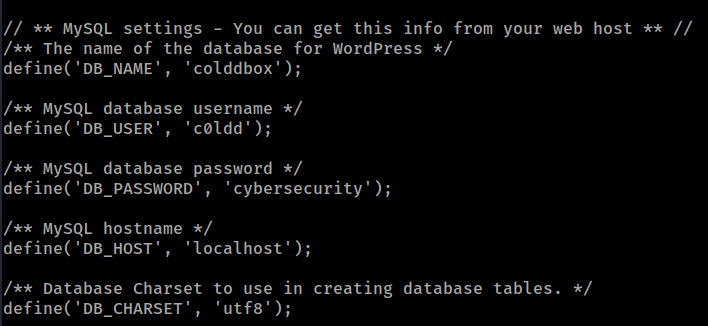 // ** MySQL settings - You can get this info from your web host ** //
/** The name of the database for WordPress */
define('DB_NAME', 'colddbox');
/** MySQL database username */
define('DB_USER', 'c0ldd');
/** MySQL database password */
define('DB_PASSWORD', 'cybersecurity');
/** MySQL hostname */
define('DB_HOST', 'localhost');
/** Database Charset to use in creating database tables. */
define('DB_CHARSET', 'utf8');